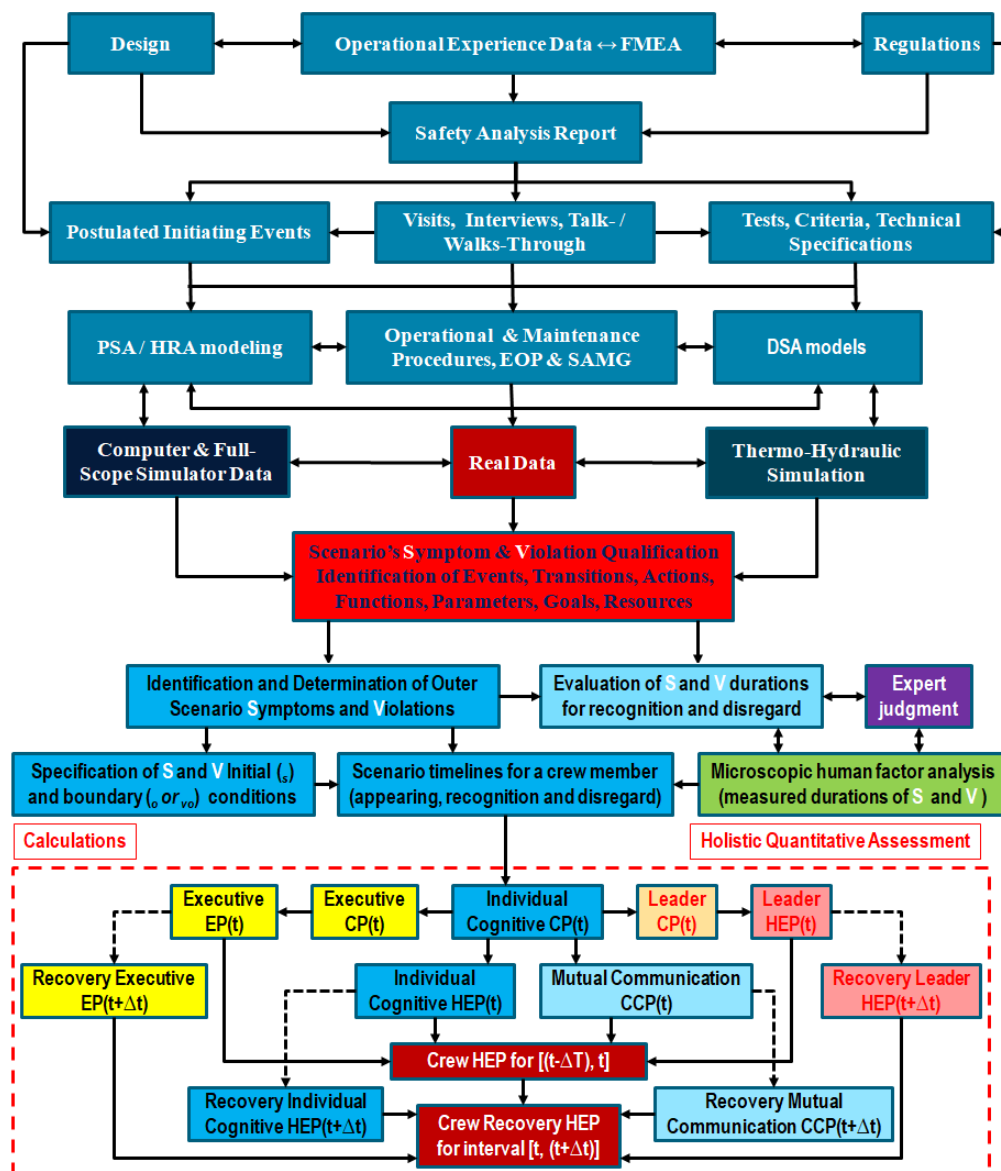 Design
Operational Experience Data ↔ FMEA
Regulations
Safety Analysis Report
Postulated Initiating Events
Visits, Interviews, Talk- /
Walks-Through
Tests, Criteria, Technical
Specifications
PSA / HRA modeling
Operational & Maintenance
Procedures, EOP & SAMG
DSA models
Computer & Full-
Scope Simulator Data
Real Data
Thermo-Hydraulic
Simulation
Scenario's Symptom & Violation Qualification
Identification of Events, Transitions, Actions,
Functions, Parameters, Goals, Resources
Identification and Determination of Outer
Scenario Symptoms and Violations
Evaluation of S and V durations
for recognition and disregard
Expert
judgment
Specification of S and V Initial (s)
and boundary (o or vo) conditions
Scenario timelines for a crew member
(appearing, recognition and disregard)
Microscopic human factor analysis
(measured durations of S and V )
Calculations
Holistic Quantitative Assessment
Executive
EP(t)
Executive
CP(t)
Individual
Cognitive CP(t)
Leader
CP(t)
Leader
HEP(t)
Recovery Executive
EP(t+Δt)
Individual
Cognitive HEP(t)
Mutual Communication
CCP(t)
Recovery Leader
HEP(t+Δt)
Crew HEP for [(t-ΔT), t]
Recovery Individual
Cognitive HEP(t+Δt)
Crew Recovery HEP
for interval [t, (t+Δt)]
Recovery Mutual
Communication CCP(t+Δt)